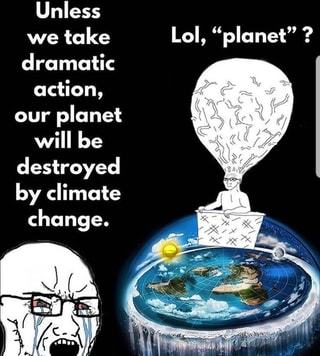 Unless
we take
dramatic
action,
our planet
will be
destroyed
by climate
change.
Lol, “planet” ?